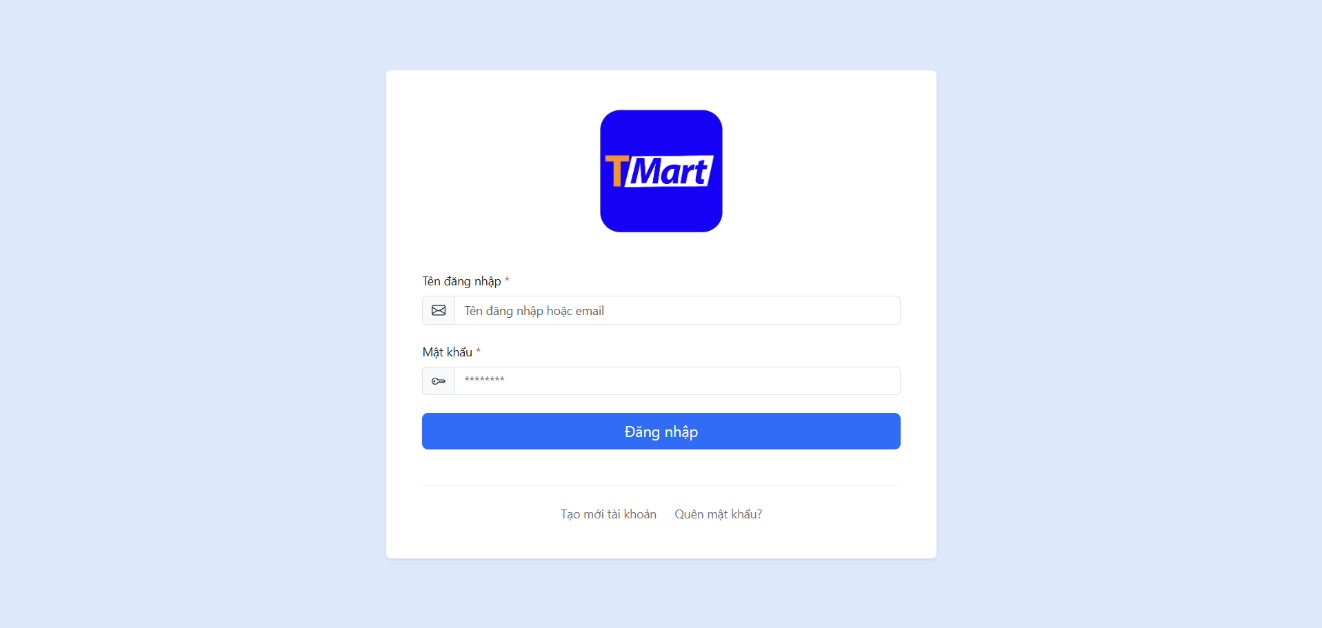 TMart
Tên đăng nhập *
Tên đăng nhập hoặc email
Mật khẩu *
********
Đăng nhập
Tạo mới tài khoản Quên mật khẩu?